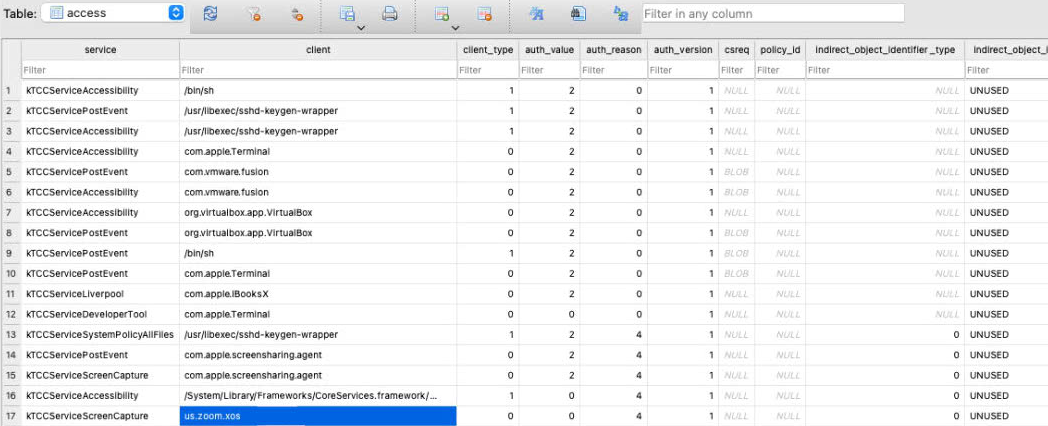 Table: access Filter in any column
service client client_type auth_value auth_reason auth_version csreq policy_id indirect_object_identifier_type indirect_object_i
Filter Filter Filter Filter Filter Filter Filter Filter Filter Filter
1 kTCCServiceAccessibility /bin/sh 1 2 0 1 NULL NULL NULL UNUSED
2 kTCCServicePostEvent /usr/libexec/sshd-keygen-wrapper 1 2 0 1 NULL NULL NULL UNUSED
3 kTCCServiceAccessibility /usr/libexec/sshd-keygen-wrapper 1 2 0 1 NULL NULL NULL UNUSED
4 kTCCServiceAccessibility com.apple.Terminal 0 2 0 1 NULL NULL NULL UNUSED
5 kTCCServicePostEvent com.vmware.fusion 0 2 0 1 BLOB NULL NULL UNUSED
6 kTCCServiceAccessibility com.vmware.fusion 0 2 0 1 BLOB NULL NULL UNUSED
7 kTCCServiceAccessibility org.virtualbox.app.VirtualBox 0 2 0 1 NULL NULL NULL UNUSED
8 kTCCServicePostEvent org.virtualbox.app.VirtualBox 0 2 0 1 BLOB NULL NULL UNUSED
9 kTCCServicePostEvent /bin/sh 1 2 0 1 BLOB NULL NULL UNUSED
10 kTCCServicePostEvent com.apple.Terminal 0 2 0 1 BLOB NULL NULL UNUSED
11 kTCCServiceLiverpool com.apple.iBooksX 0 2 0 1 NULL NULL NULL UNUSED
12 kTCCServiceDeveloperTool com.apple.Terminal 0 0 0 1 NULL NULL NULL UNUSED
13 kTCCServiceSystemPolicyAllFiles /usr/libexec/sshd-keygen-wrapper 1 2 4 1 NULL NULL 0 UNUSED
14 kTCCServicePostEvent com.apple.screensharing.agent 0 2 4 1 NULL NULL 0 UNUSED
15 kTCCServiceScreenCapture com.apple.screensharing.agent 0 2 4 1 NULL NULL 0 UNUSED
16 kTCCServiceAccessibility /System/Library/Frameworks/CoreServices.framework/... 1 0 4 1 NULL NULL 0 UNUSED
17 kTCCServiceScreenCapture us.zoom.xos 0 0 4 1 NULL NULL 0 UNUSED